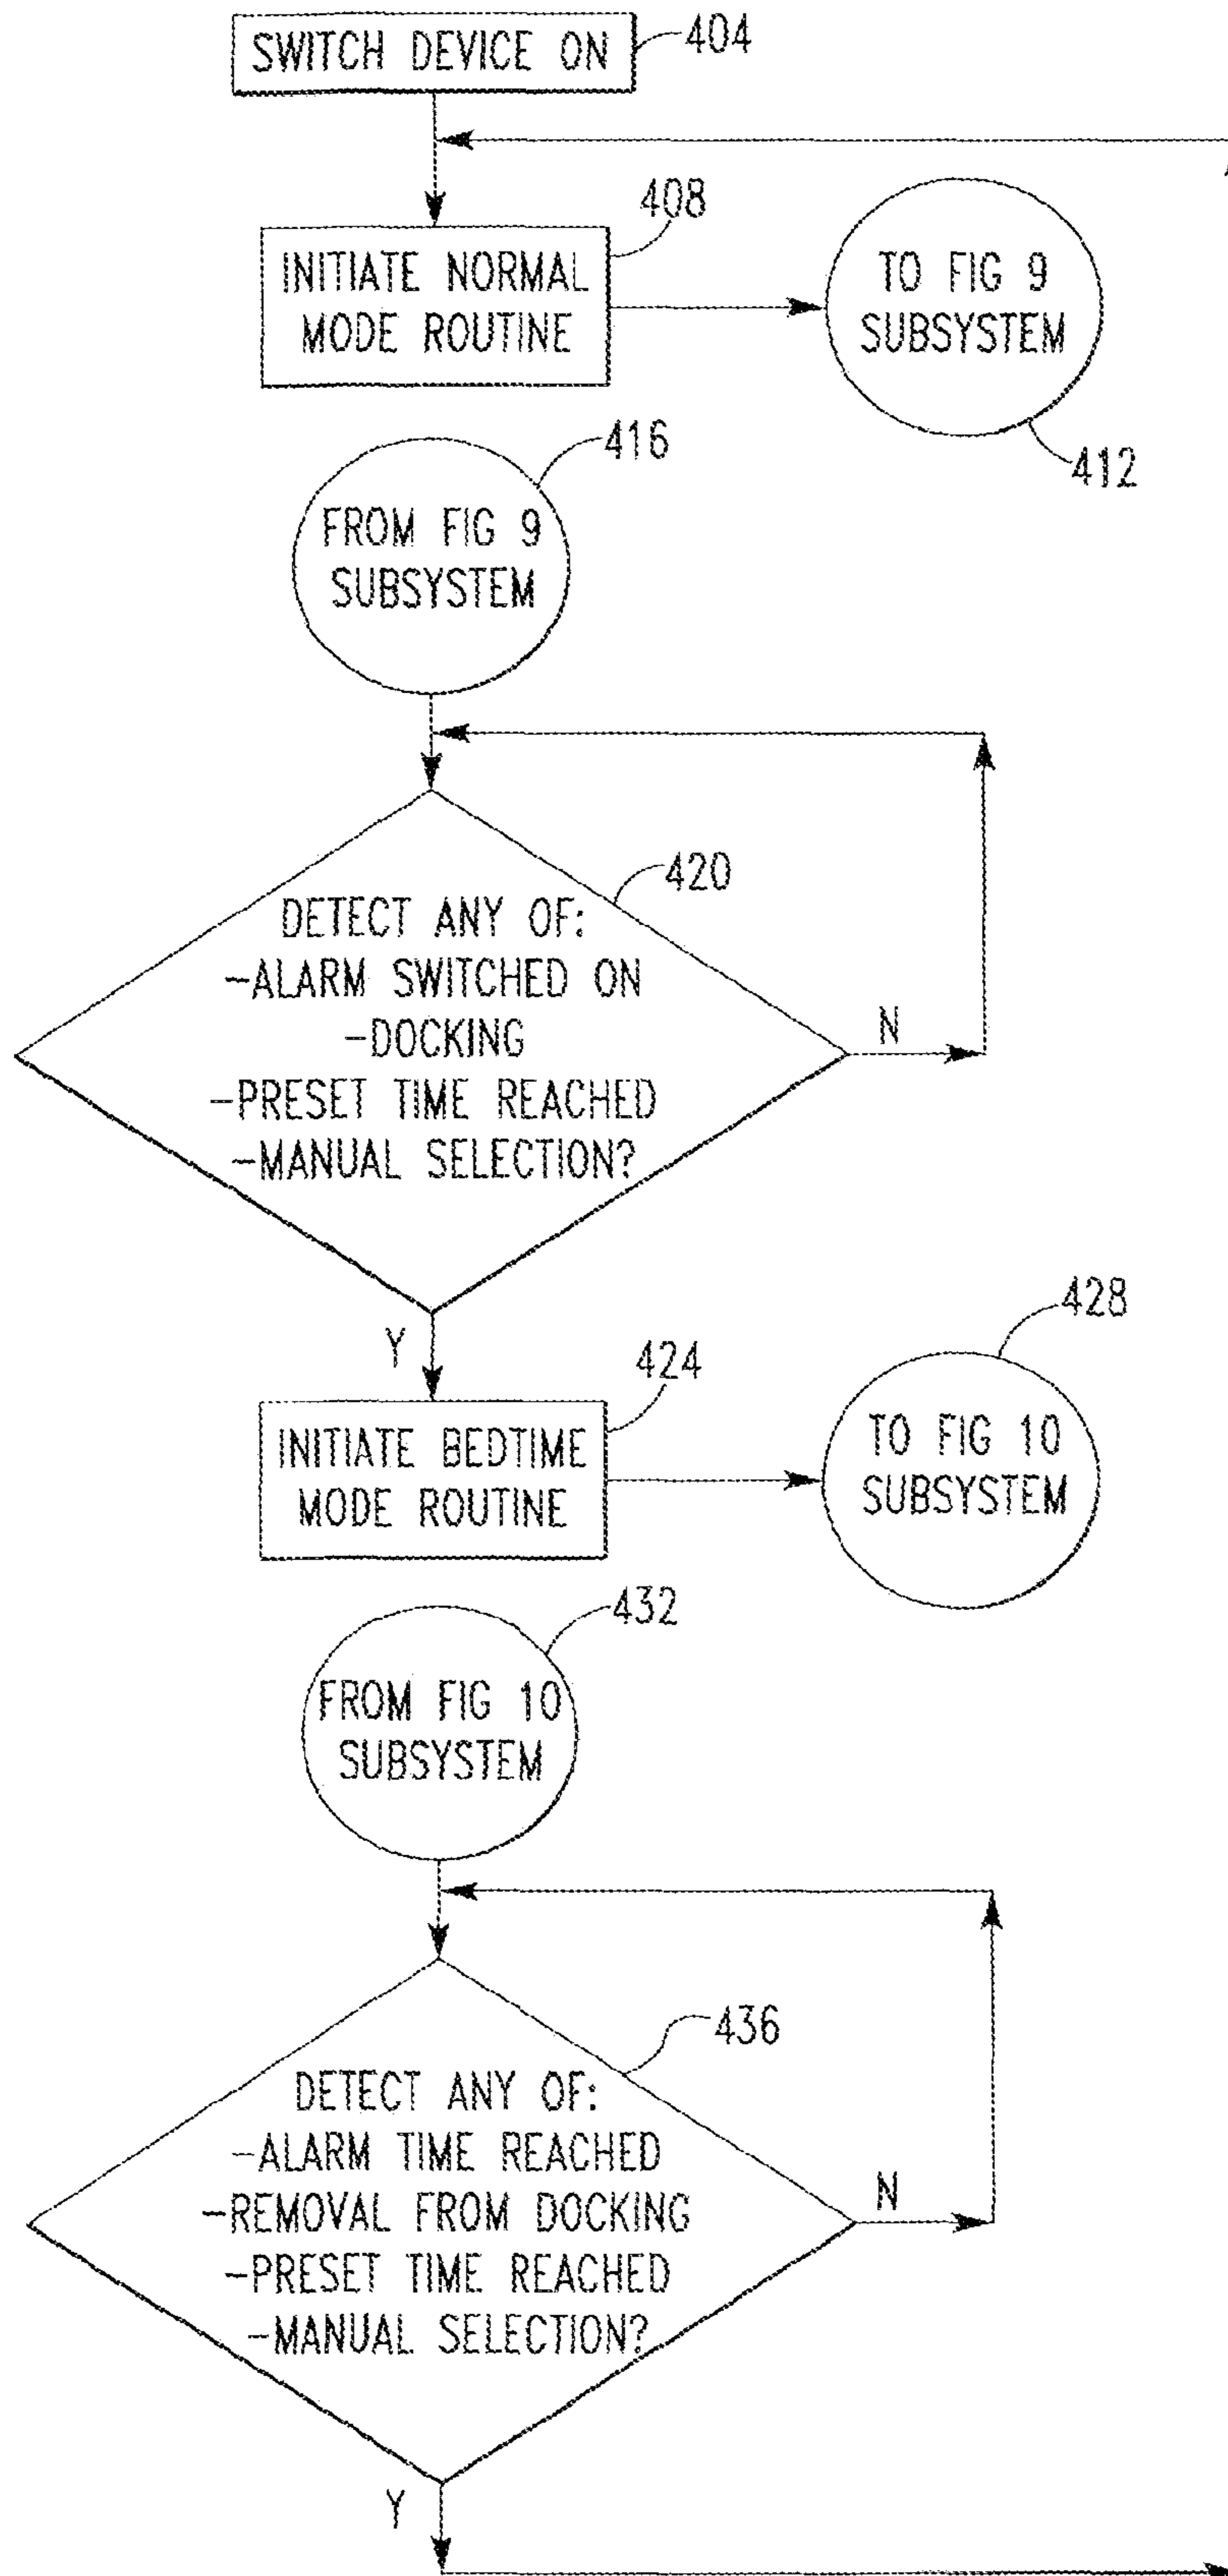 SWITCH DEVICE ON
404
408
INITIATE NORMAL
MODE ROUTINE
TO FIG 9
SUBSYSTEM
412
416
FROM FIG 9
SUBSYSTEM
420
DETECT ANY OF:
-ALARM SWITCHED ON
-DOCKING
-PRESET TIME REACHED
-MANUAL SELECTION?
N
Y
424
INITIATE BEDTIME
MODE ROUTINE
428
TO FIG 10
SUBSYSTEM
432
FROM FIG 10
SUBSYSTEM
436
DETECT ANY OF:
-ALARM TIME REACHED
-REMOVAL FROM DOCKING
-PRESET TIME REACHED
-MANUAL SELECTION?
N
Y